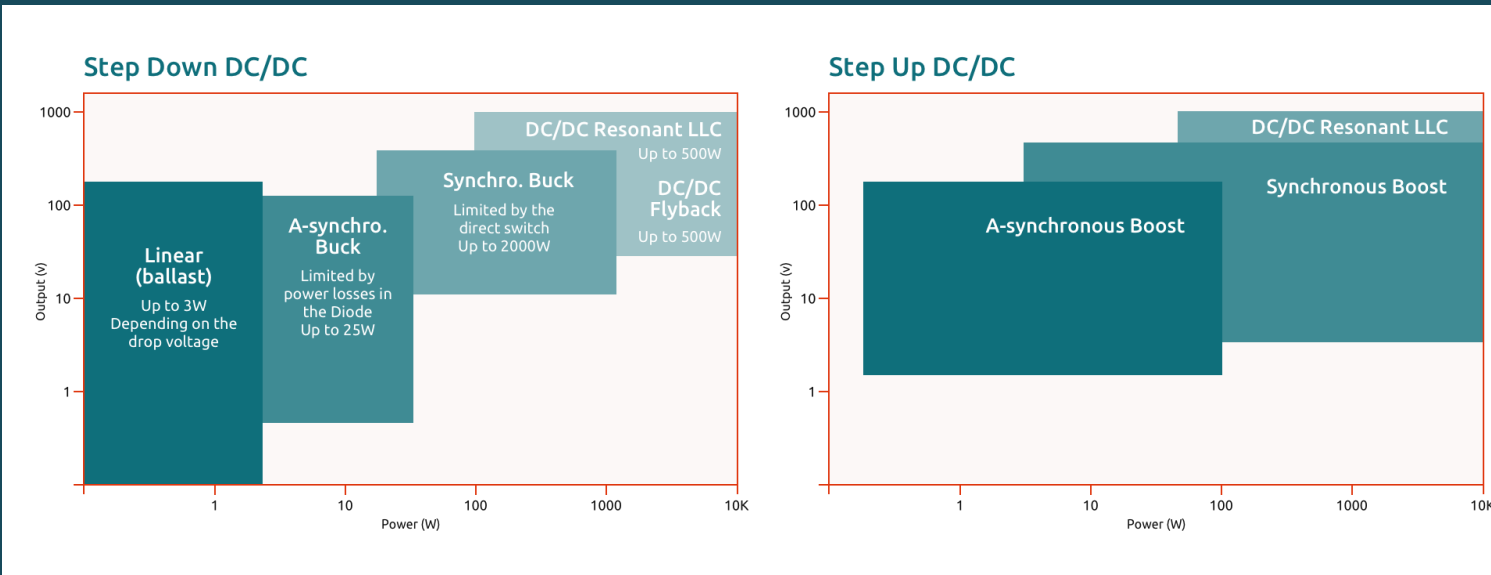 Step Down DC/DC
1000
100
10
1
Output (v)
Linear
(ballast)
Up to 3W
Depending on the
drop voltage
A-synchro.
Buck
Limited by
power losses in
the Diode
Up to 25W
Synchro. Buck
Limited by the
direct switch
Up to 2000W
DC/DC Resonant LLC
Up to 500W
DC/DC
Flyback
Up to 500W
1
10
100
1000
10K
Power (W)
Step Up DC/DC
1000
100
10
1
Output (v)
DC/DC Resonant LLC
Synchronous Boost
A-synchronous Boost
1
10
100
1000
10K
Power (W)